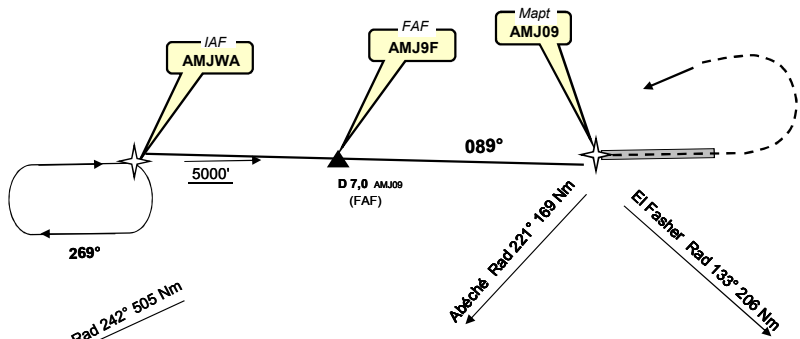 IAF
AMJWA
FAF
AMJ9F
Mapt
AMJ09
089°
5000'
D 7,0 AMJ09
(FAF)
269°
Abéché Rad 221° 169 Nm
El Fasher Rad 133° 206 Nm
Rad 242° 505 Nm